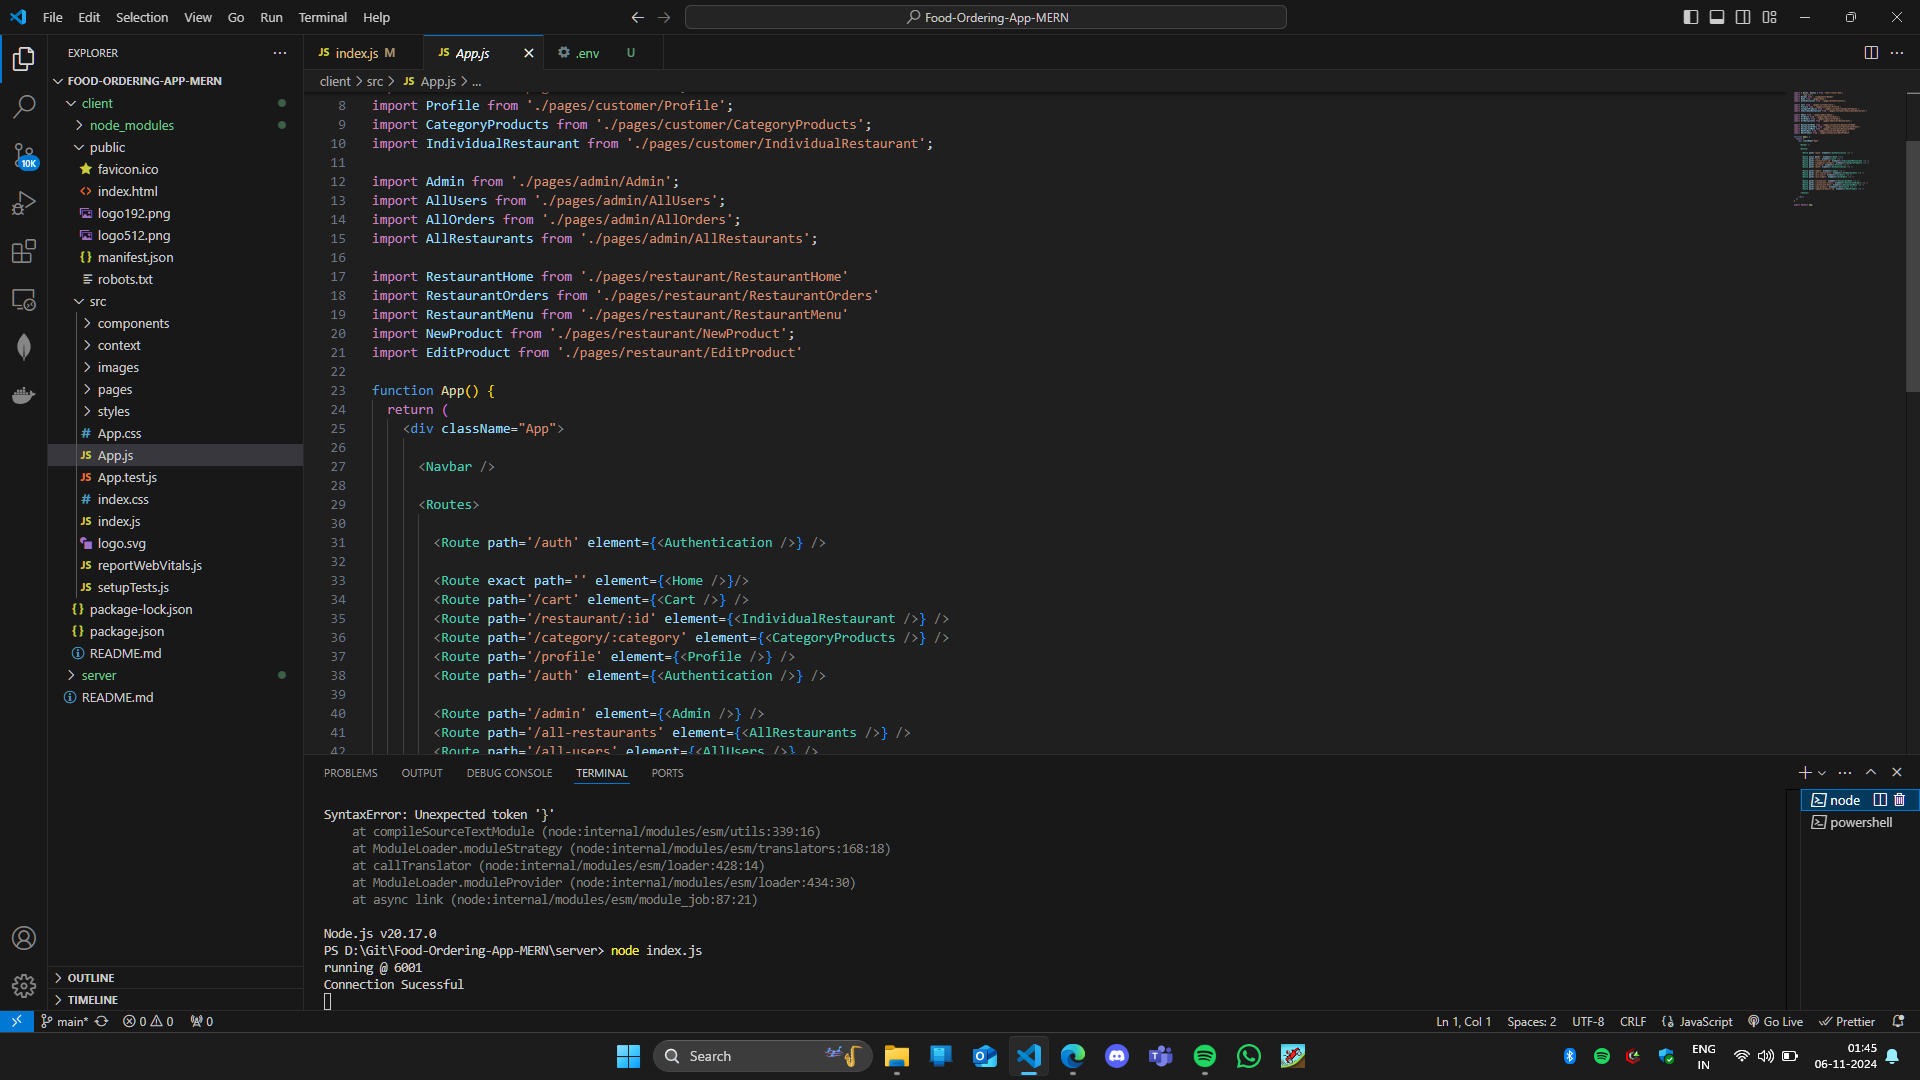 File Edit Selection View Go Run Terminal Help
Food-Ordering-App-MERN
EXPLORER
FOOD-ORDERING-APP-MERN
client
node_modules
public
favicon.ico
index.html
logo192.png
logo512.png
manifest.json
robots.txt
src
components
context
images
pages
styles
App.css
App.js
App.test.js
index.css
index.js
logo.svg
reportWebVitals.js
setupTests.js
package-lock.json
package.json
README.md
server
README.md
OUTLINE
TIMELINE
10K
JS index.js M JS App.js .env U
client > src > JS App.js > ...
8 import Profile from './pages/customer/Profile';
9 import CategoryProducts from './pages/customer/CategoryProducts';
10 import IndividualRestaurant from './pages/customer/IndividualRestaurant';
11
12 import Admin from './pages/admin/Admin';
13 import AllUsers from './pages/admin/AllUsers';
14 import AllOrders from './pages/admin/AllOrders';
15 import AllRestaurants from './pages/admin/AllRestaurants';
16
17 import RestaurantHome from './pages/restaurant/RestaurantHome'
18 import RestaurantOrders from './pages/restaurant/RestaurantOrders'
19 import RestaurantMenu from './pages/restaurant/RestaurantMenu'
20 import NewProduct from './pages/restaurant/NewProduct';
21 import EditProduct from './pages/restaurant/EditProduct'
22
23 function App() {
24 return (
25 <div className="App">
26
27 <Navbar />
28
29 <Routes>
30
31 <Route path='/auth' element={<Authentication />} />
32
33 <Route exact path='' element={<Home />}/>
34 <Route path='/cart' element={<Cart />} />
35 <Route path='/restaurant/:id' element={<IndividualRestaurant />} />
36 <Route path='/category/:category' element={<CategoryProducts />} />
37 <Route path='/profile' element={<Profile />} />
38 <Route path='/auth' element={<Authentication />} />
39
40 <Route path='/admin' element={<Admin />} />
41 <Route path='/all-restaurants' element={<AllRestaurants />} />
42 <Route path='/all-users' element={<AllUsers />} />
PROBLEMS OUTPUT DEBUG CONSOLE TERMINAL PORTS
SyntaxError: Unexpected token '}'
at compileSourceTextModule (node:internal/modules/esm/utils:339:16)
at ModuleLoader.moduleStrategy (node:internal/modules/esm/translators:168:18)
at callTranslator (node:internal/modules/esm/loader:428:14)
at ModuleLoader.moduleProvider (node:internal/modules/esm/loader:434:30)
at async link (node:internal/modules/esm/module_job:87:21)
Node.js v20.17.0
PS D:\Git\Food-Ordering-App-MERN\server> node index.js
running @ 6001
Connection Sucessful
node
powershell
main* 0 0 0
Ln 1, Col 1 Spaces: 2 UTF-8 CRLF {} JavaScript Go Live Prettier
Search
ENG
IN
01:45
06-11-2024